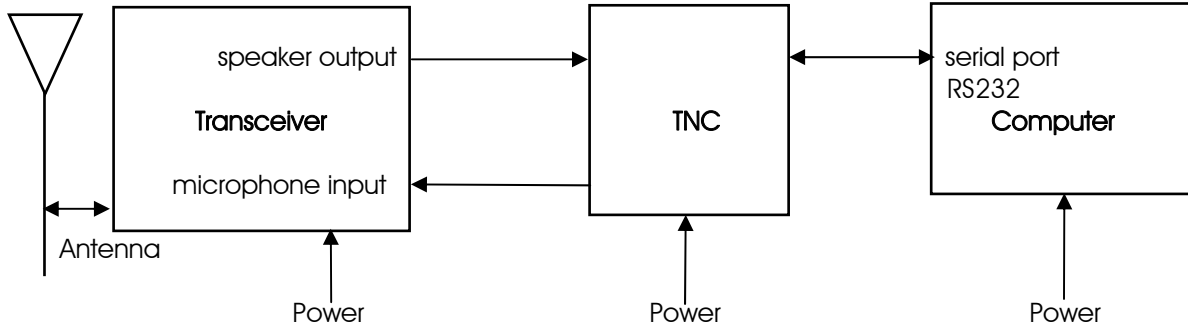 speaker output
Transceiver
microphone input
Antenna
Power
TNC
Power
serial port
RS232
Computer
Power